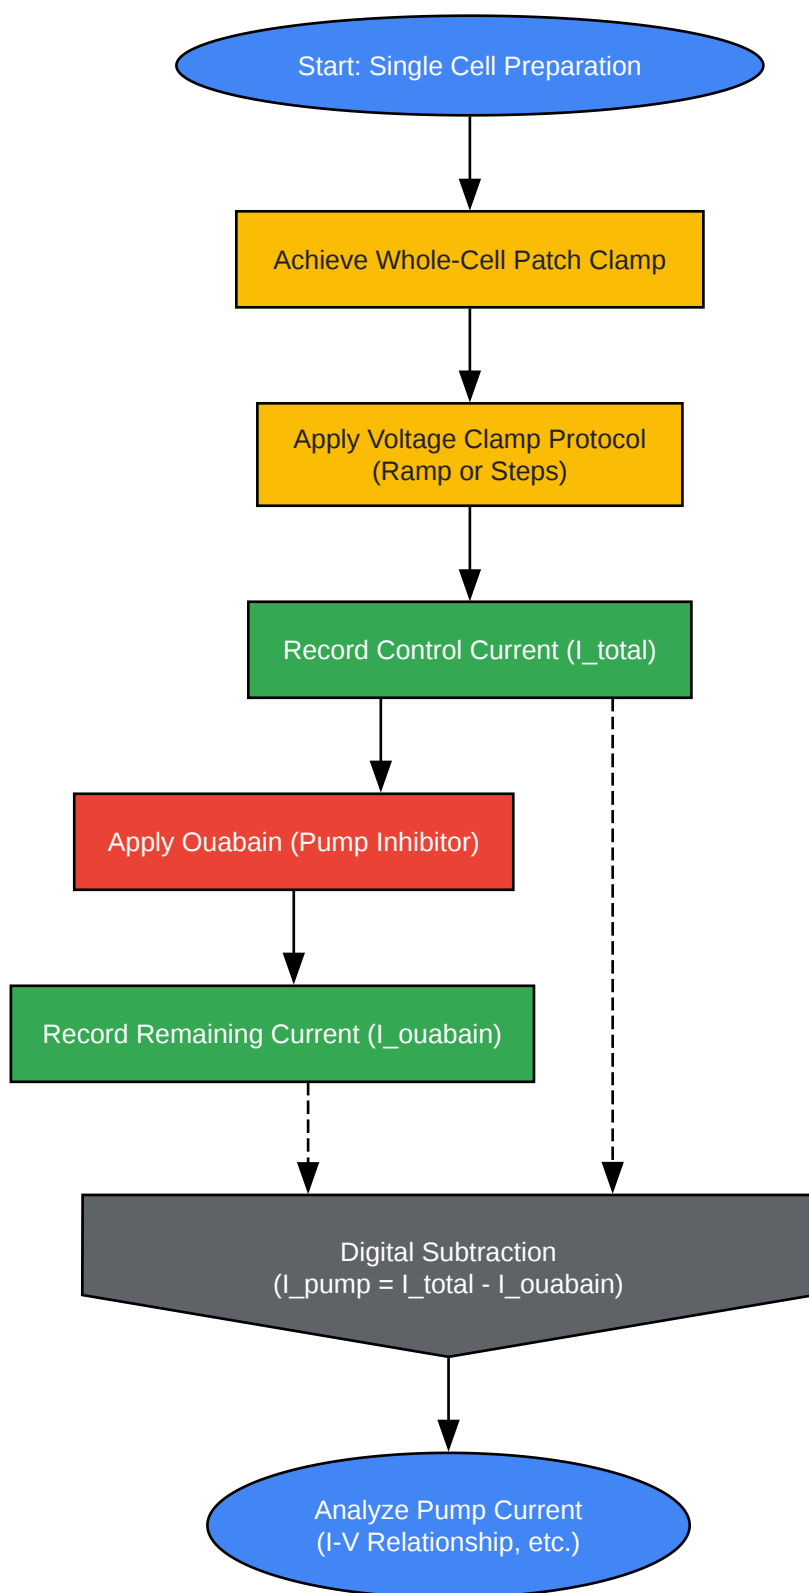 Start: Single Cell Preparation
Achieve Whole-Cell Patch Clamp
Apply Voltage Clamp Protocol
(Ramp or Steps)
Record Control Current (I_total)
Apply Ouabain (Pump Inhibitor)
Record Remaining Current (I_ouabain)
Digital Subtraction
(I_pump = I_total - I_ouabain)
Analyze Pump Current
(I-V Relationship, etc.)